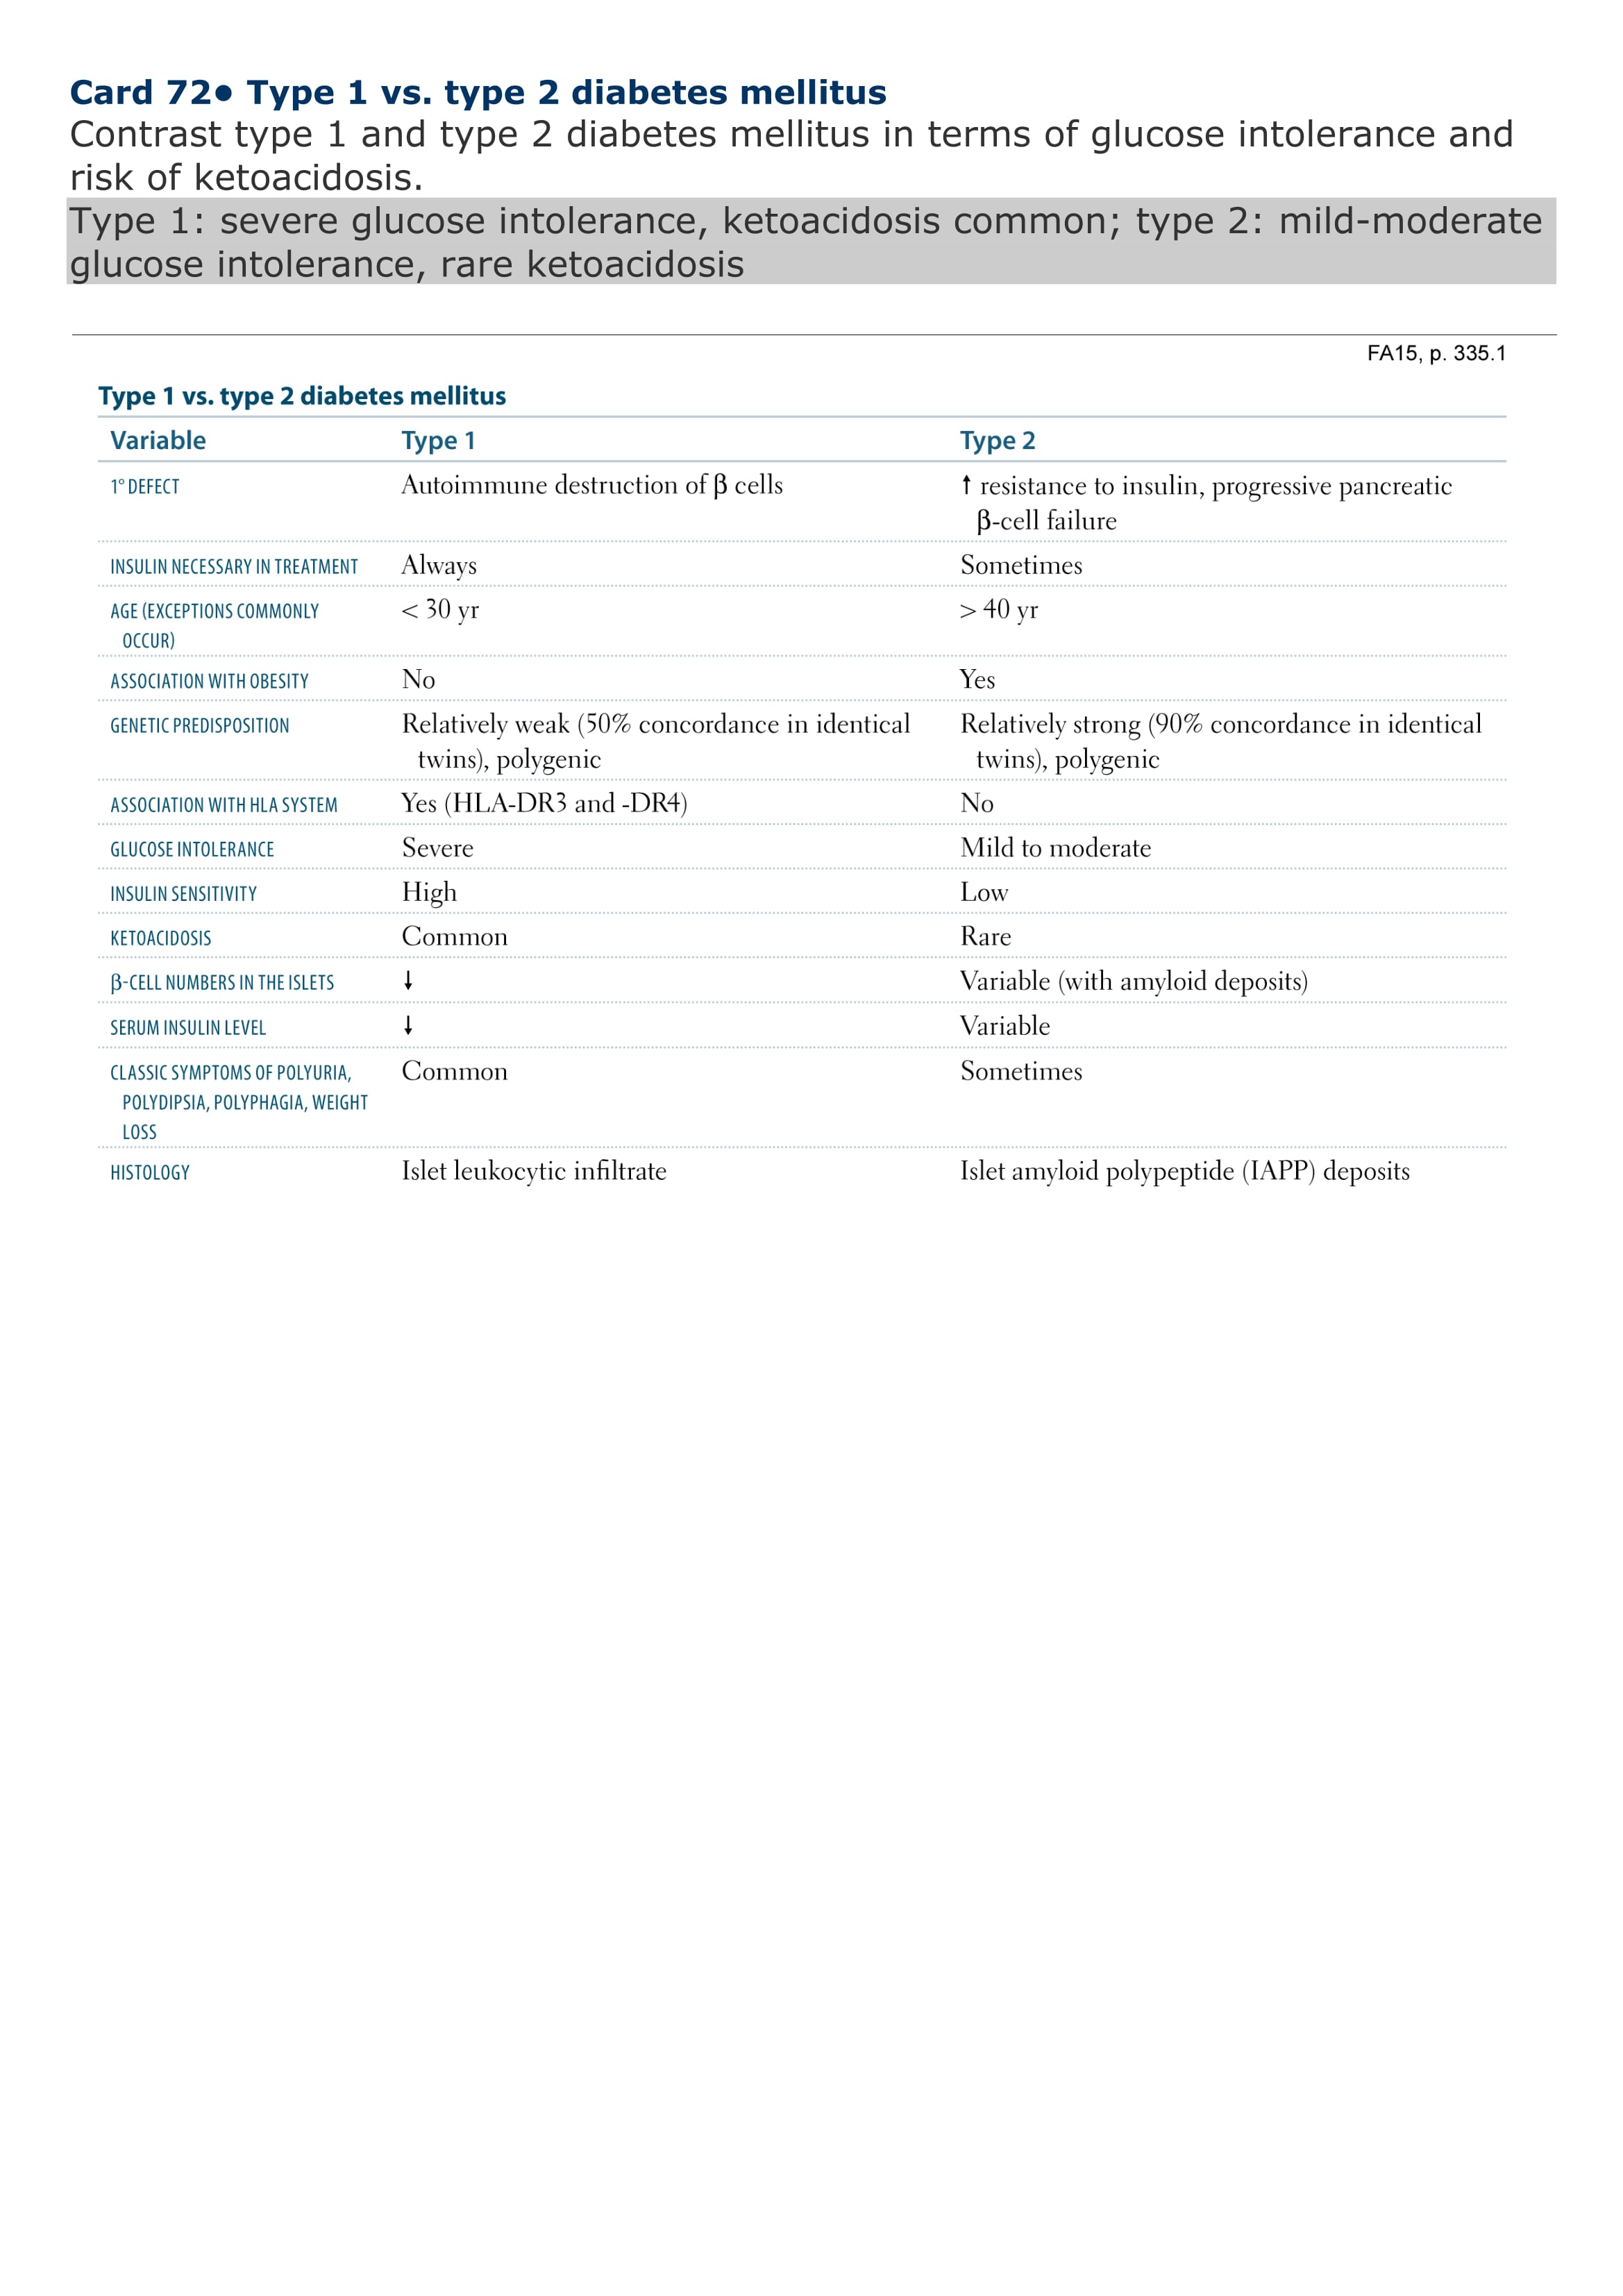 Card 72● Type 1 vs. type 2 diabetes mellitus
Contrast type 1 and type 2 diabetes mellitus in terms of glucose intolerance and
risk of ketoacidosis.
Type 1: severe glucose intolerance, ketoacidosis common; type 2: mild-moderate
glucose intolerance, rare ketoacidosis
FA15, p. 335.1
Type 1 vs. type 2 diabetes mellitus
Variable Type 1 Type 2
1° DEFECT Autoimmune destruction of β cells ↑ resistance to insulin, progressive pancreatic
β-cell failure
INSULIN NECESSARY IN TREATMENT Always Sometimes
AGE (EXCEPTIONS COMMONLY < 30 yr > 40 yr
OCCUR)
ASSOCIATION WITH OBESITY No Yes
GENETIC PREDISPOSITION Relatively weak (50% concordance in identical Relatively strong (90% concordance in identical
twins), polygenic twins), polygenic
ASSOCIATION WITH HLA SYSTEM Yes (HLA-DR3 and -DR4) No
GLUCOSE INTOLERANCE Severe Mild to moderate
INSULIN SENSITIVITY High Low
KETOACIDOSIS Common Rare
β-CELL NUMBERS IN THE ISLETS ↓ Variable (with amyloid deposits)
SERUM INSULIN LEVEL ↓ Variable
CLASSIC SYMPTOMS OF POLYURIA, Common Sometimes
POLYDIPSIA, POLYPHAGIA, WEIGHT
LOSS
HISTOLOGY Islet leukocytic infiltrate Islet amyloid polypeptide (IAPP) deposits